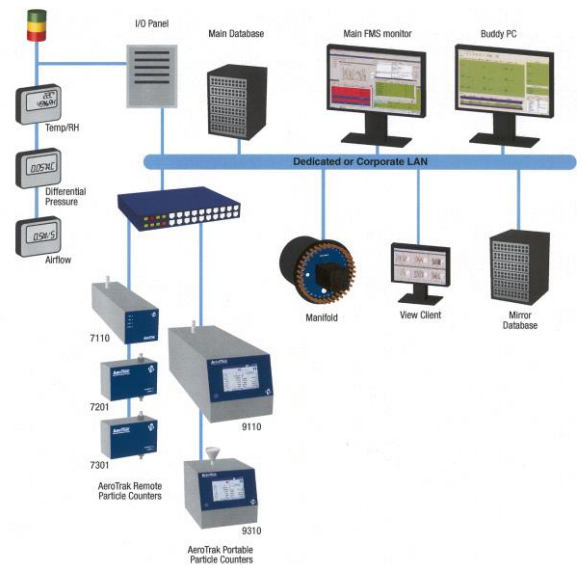 I/O Panel
Main Database
Main FMS monitor
Buddy PC
Temp/RH
Differential
Pressure
Airflow
Dedicated or Corporate LAN
Manifold
View Client
Mirror
Database
7110
7201
7301
AeroTrak Remote
Particle Counters
9110
9310
AeroTrak Portable
Particle Counters